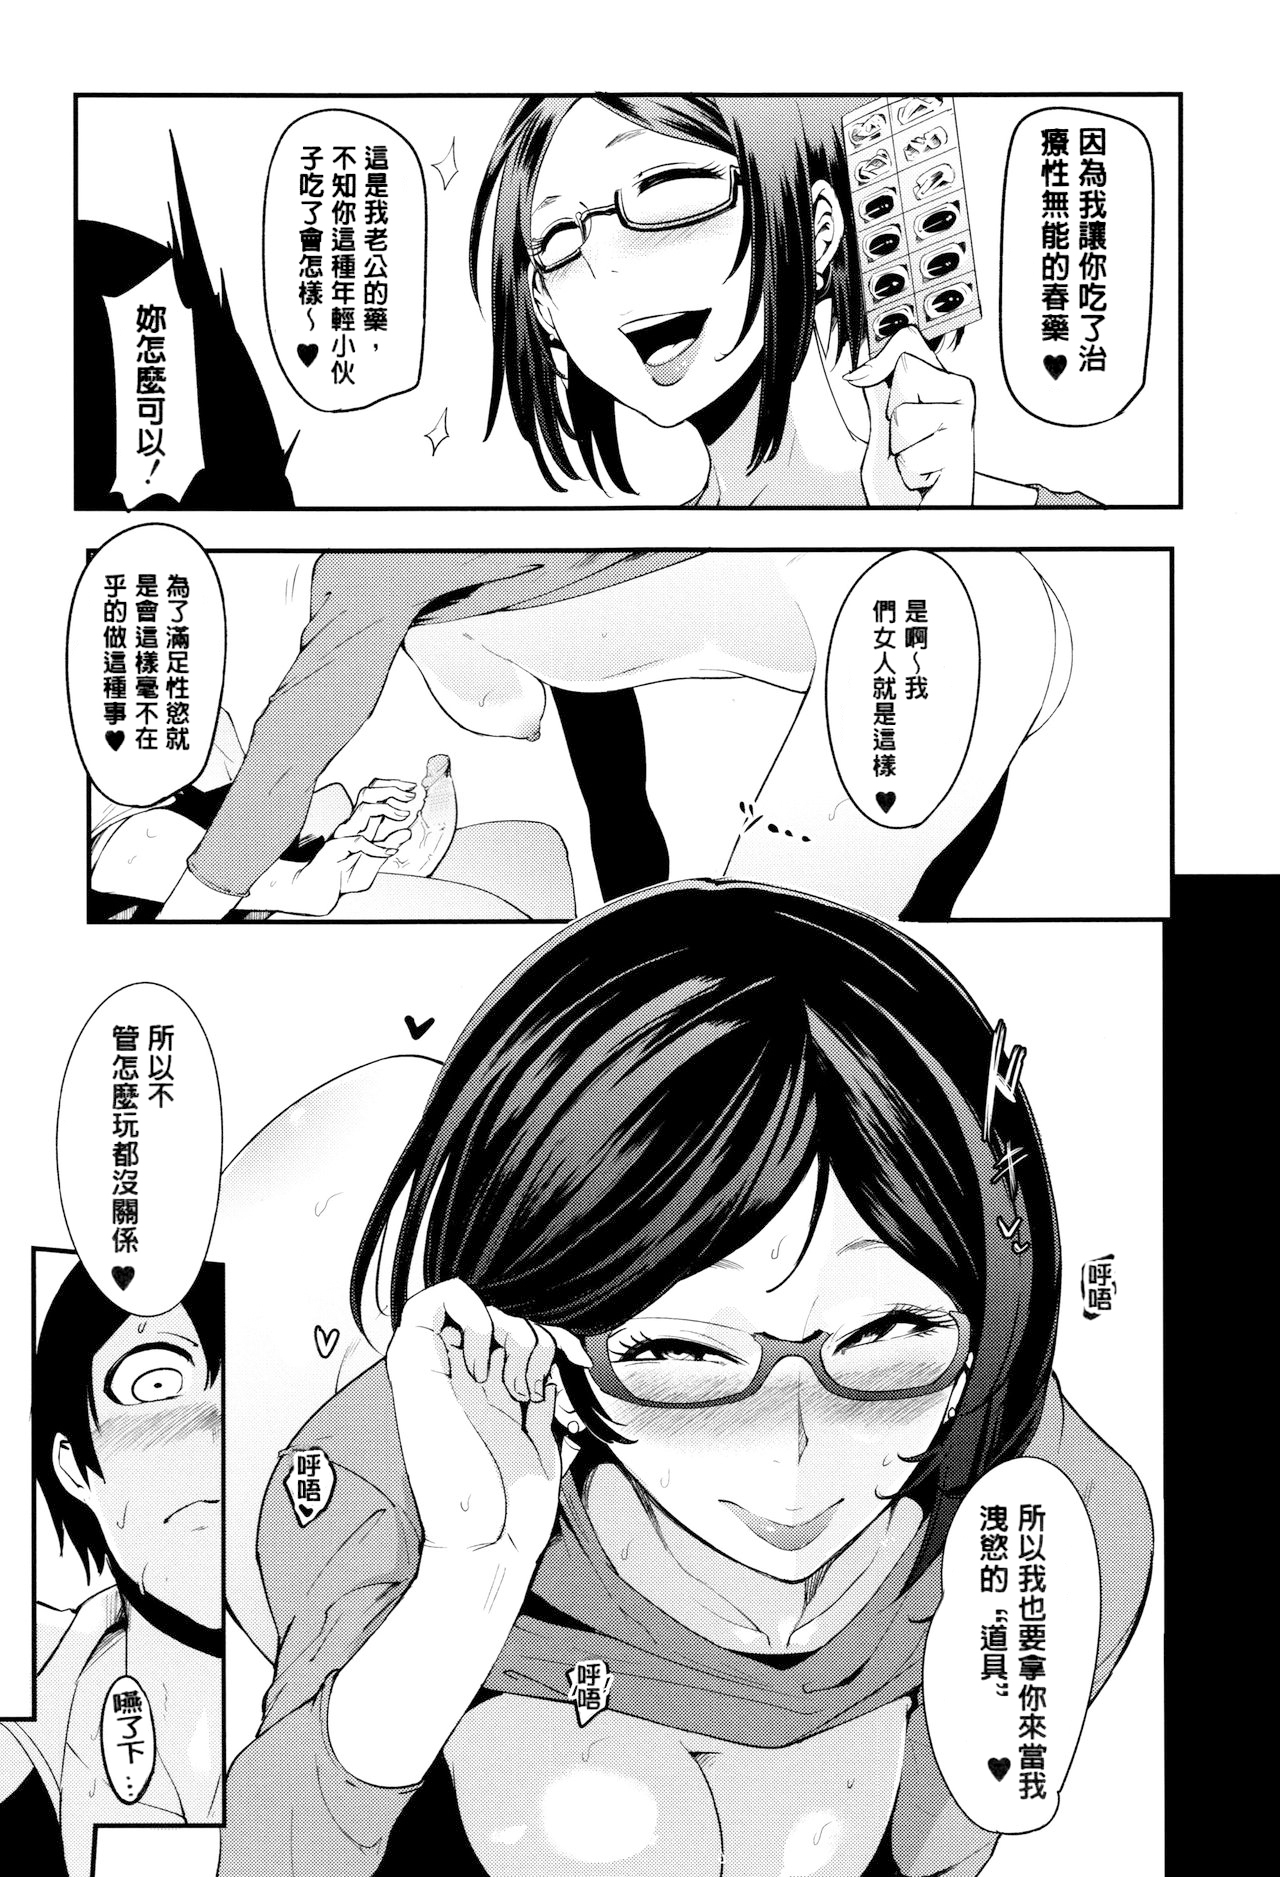 因為我讓你吃了治
療性無能的春藥♥
這是我老公的藥，
不知你這種年輕小伙
子吃了會怎樣～♥
妳怎麼可以！
是啊～我
們女人就是這樣♥
為了滿足性慾就
是會這樣毫不在
乎的做這種事♥
所以不
管怎麼玩都沒關係♥
ドキ
呼唔
呼唔♥
呼唔
所以我也要拿你來當我
洩慾的“道具”♥
嚥了下…